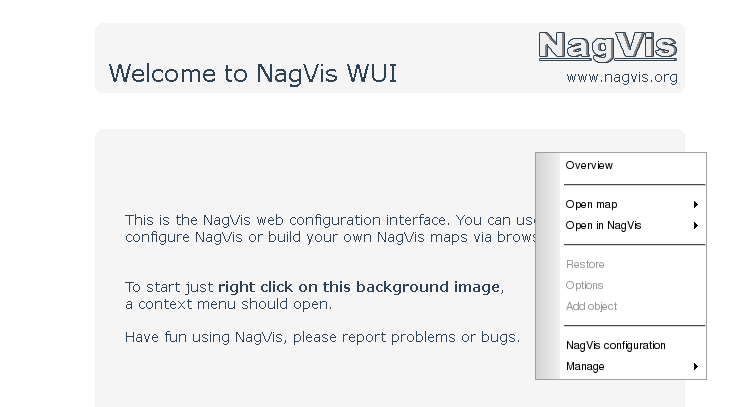 NagVis
Welcome to NagVis WUI
www.nagvis.org
This is the NagVis web configuration interface. You can use
configure NagVis or build your own NagVis maps via
To start just right click on this background image,
a context menu should open.
Have fun using NagVis, please report problems or bugs.
Overview
Open map
Open in NagVis
Restore
Options
Add object
NagVis configuration
Manage